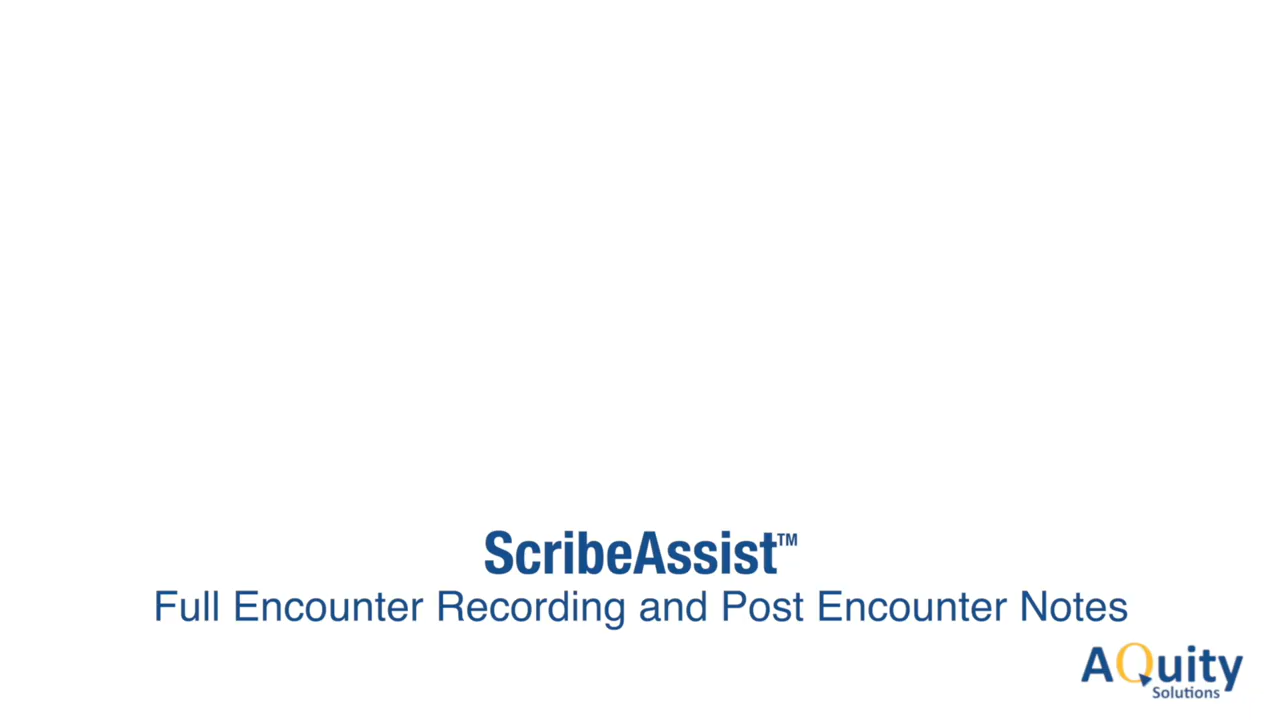 ScribeAssist™
Full Encounter Recording and Post Encounter Notes
AQuity
Solutions